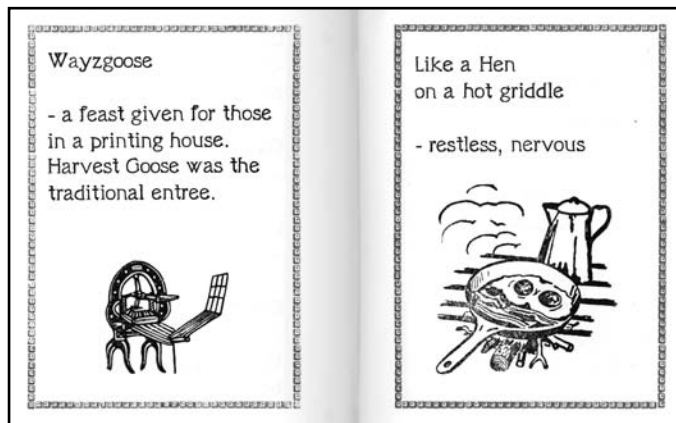 Wayzgoose
- a feast given for those
in a printing house.
Harvest Goose was the
traditional entree.
Like a Hen
on a hot griddle
- restless, nervous